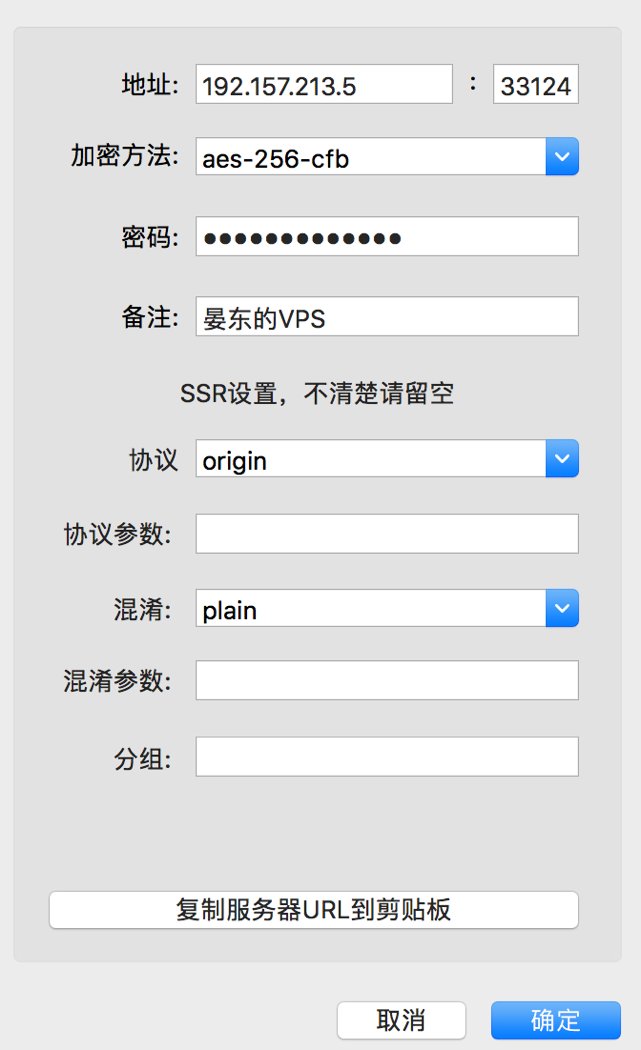 地址: 192.157.213.5 : 33124
加密方法: aes-256-cfb
密码: ●●●●●●●●●●●●●
备注: 晏东的VPS
SSR设置，不清楚请留空
协议 origin
协议参数:
混淆: plain
混淆参数:
分组:
复制服务器URL到剪贴板
取消 确定